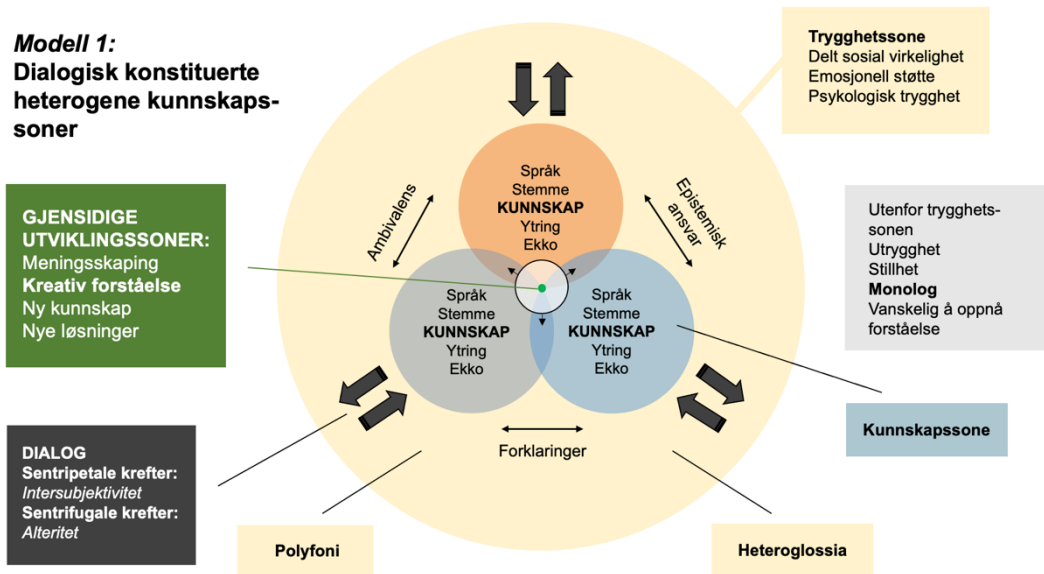 Modell 1:
Dialogisk konstituerte
heterogene kunnskaps-
soner
Trygghetssone
Delt sosial virkelighet
Emosjonell støtte
Psykologisk trygghet
GJENSIDIGE
UTVIKLINGSSONER:
Meningsskaping
Kreativ forståelse
Ny kunnskap
Nye løsninger
Ambivalens
Språk
Stemme
KUNNSKAP
Ytring
Ekko
Epistemisk
ansvar
Utenfor trygghets-
sonen
Utrygghet
Stillhet
Monolog
Vanskelig å oppnå
forståelse
Språk
Stemme
KUNNSKAP
Ytring
Ekko
Språk
Stemme
KUNNSKAP
Ytring
Ekko
Forklaringer
Kunnskapssone
DIALOG
Sentripetale krefter:
Intersubjektivitet
Sentrifugale krefter:
Alteritet
Polyfoni
Heteroglossia